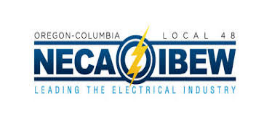 OREGON-COLUMBIA LOCAL 48
NECA IBEW
LEADING THE ELECTRICAL INDUSTRY